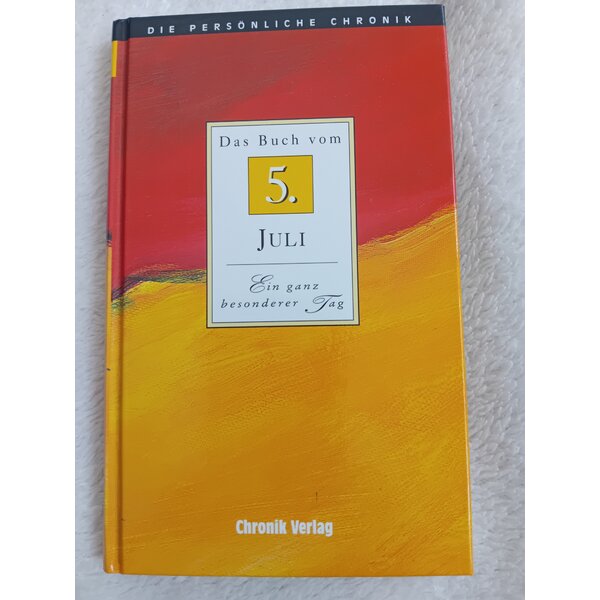 DIE PERSÖNLICHE CHRONIK
Das Buch vom
5.
JULI
Ein ganz
besonderer Tag
Chronik Verlag